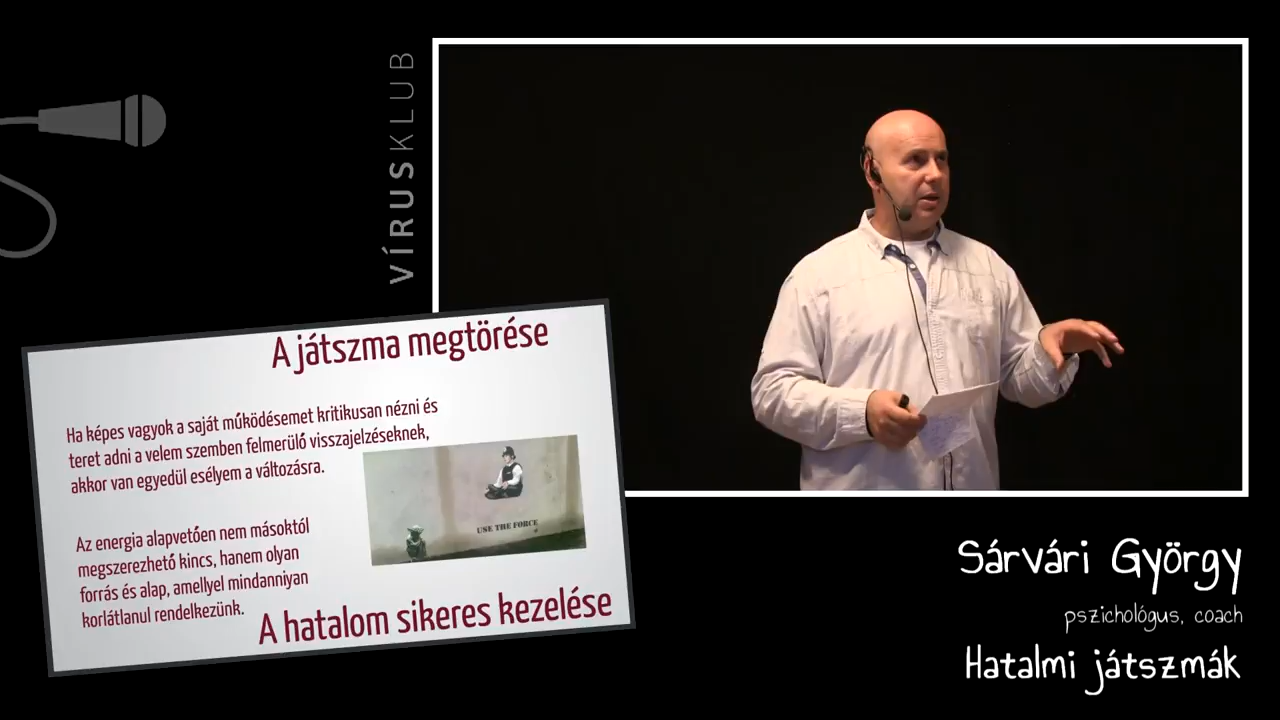 VÍRUSKLUB
A játszma megtörése
Ha képes vagyok a saját működésemet kritikusan nézni és
teret adni a velem szemben felmerülő visszajelzéseknek,
akkor van egyedül esélyem a változásra.
USE THE FORCE
Az energia alapvetően nem másoktól
megszerezhető kincs, hanem olyan
forrás és alap, amellyel mindanniyan
korlátlanul rendelkezünk.
A hatalom sikeres kezelése
Sárvári György
pszichológus, coach
Hatalmi játszmák